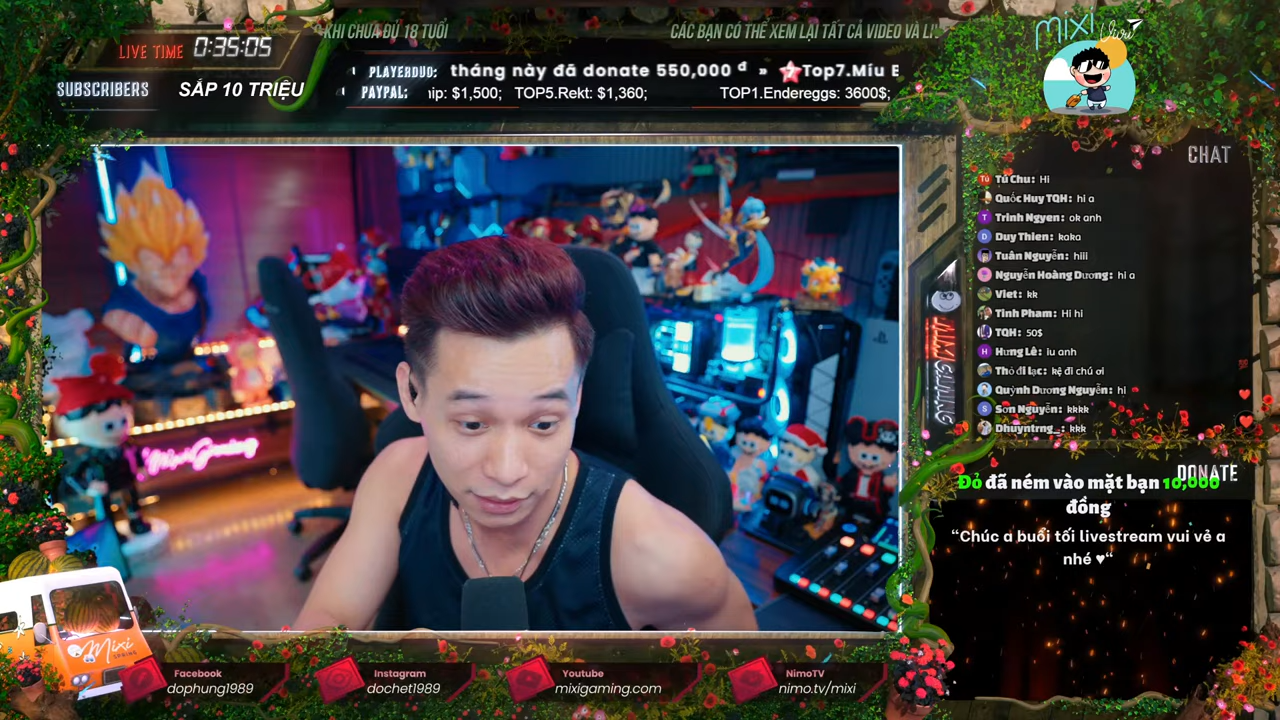 KHI CHƯA ĐỦ 18 TUỔI
CÁC BẠN CÓ THỂ XEM LẠI TẤT CẢ VIDEO VÀ
LIVE TIME 0:35:05
SUBSCRIBERS SẮP 10 TRIỆU
PLAYERDUO: tháng này đã donate 550,000 đ » 7 Top7.Míu
PAYPAL: $1,500; TOP5.Rekt: $1,360; TOP1.Endereggs: 3600$;
MIXI
CHAT
Tú Chu: Hi
Quốc Huy TQH: hi a
Trinh Ngyen: ok anh
Duy Thien: kaka
Tuân Nguyễn: hiii
Nguyễn Hoàng Dương: hi a
Viet: kk
Tinh Pham: Hi hi
TQH: 50$
Hưng Lê: iu anh
Thỏ đi lạc: kệ đi chú ơi
Quỳnh Dương Nguyễn: hi
Sơn Nguyễn: kkkk
Dhuyntrng_: kkk
MIXI GAMING
MixiGaming
DONATE
Đỏ đã ném vào mặt bạn 10,000
đồng
“Chúc a buổi tối livestream vui vẻ a
nhé ♥“
Mixi
Facebook
dophung1989
Instagram
dochet1989
Youtube
mixigaming.com
NimoTV
nimo.tv/mixi